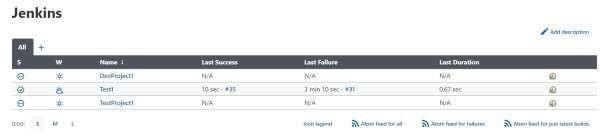 Jenkins
Add description
All +
S W Name ↓ Last Success Last Failure Last Duration
DevProject1 N/A N/A N/A
Test1 10 sec - #35 3 min 10 sec - #31 0.67 sec
TestProject1 N/A N/A N/A
Icon: S M L Icon legend Atom feed for all Atom feed for failures Atom feed for just latest builds